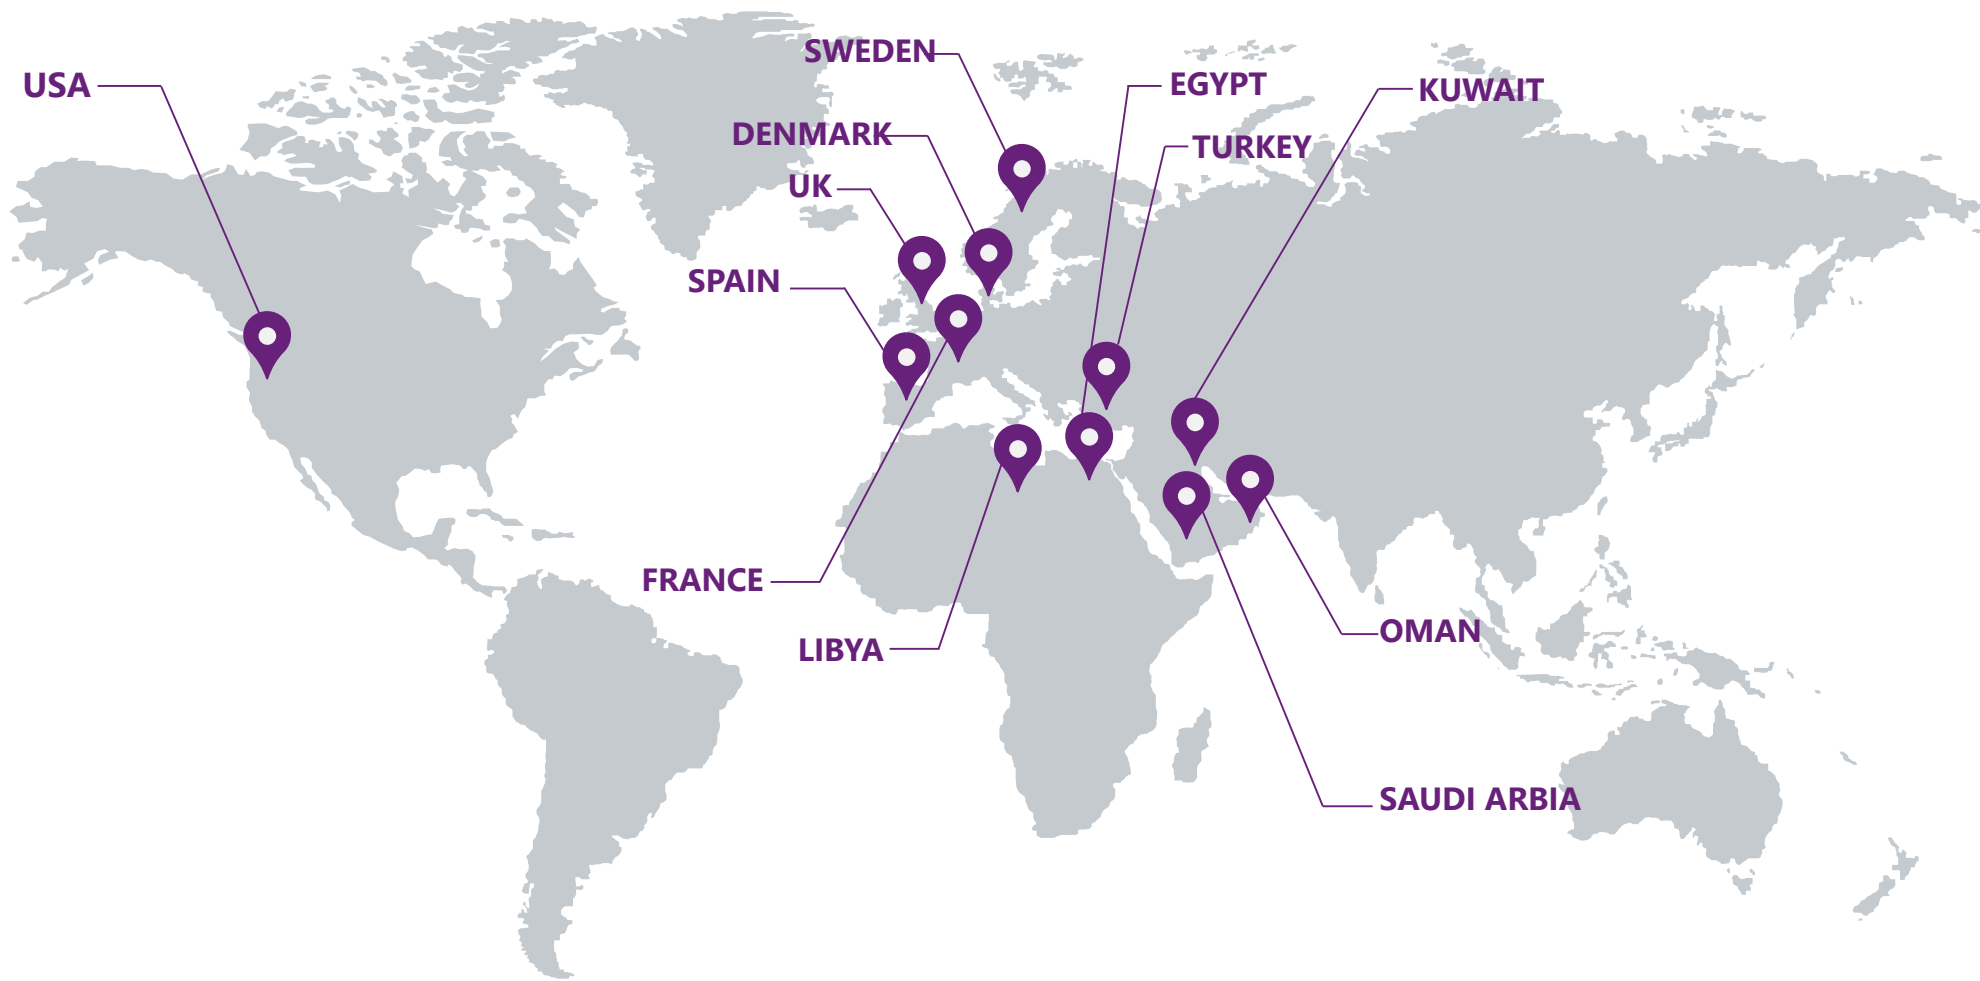 SWEDEN
USA
EGYPT
KUWAIT
DENMARK
TURKEY
UK
SPAIN
FRANCE
LIBYA
OMAN
SAUDI ARBIA